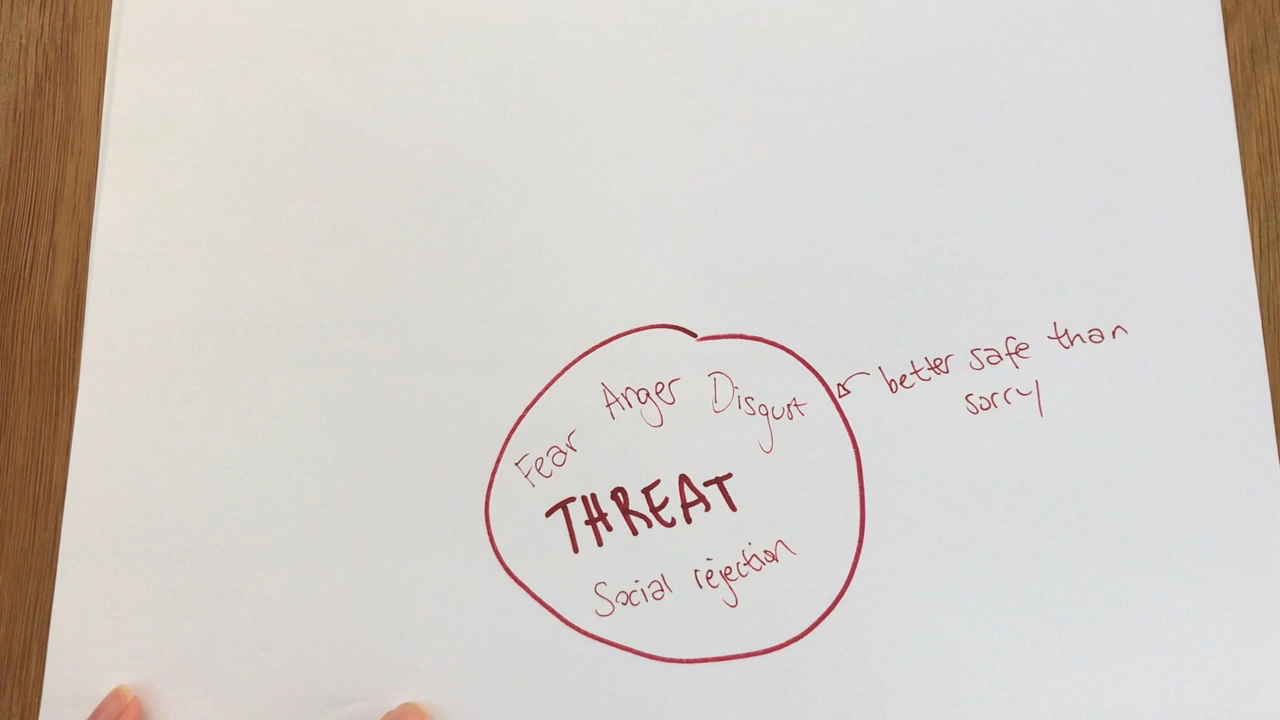 Fear Anger Disgust
THREAT
Social rejection
better safe than
sorry